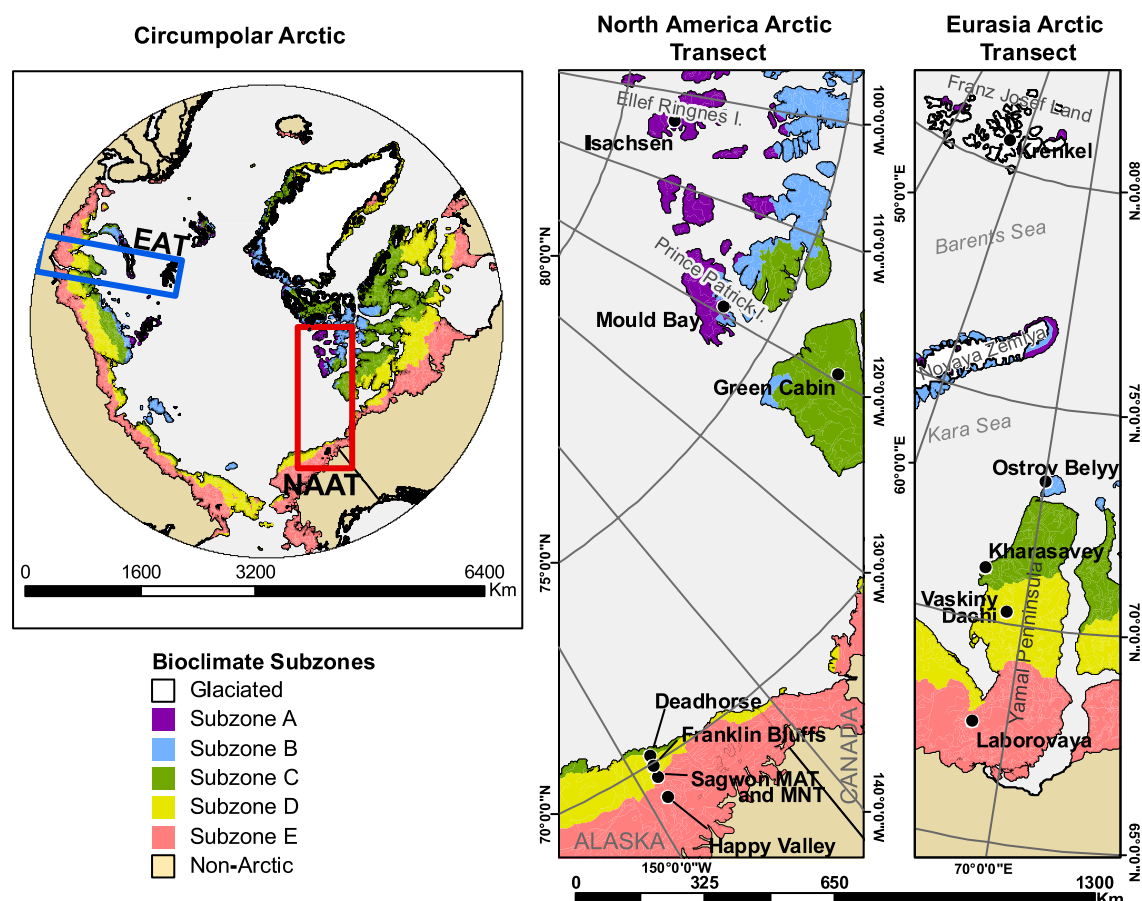 Circumpolar Arctic
EAT
NAAT
0 1600 3200 6400
Km
Bioclimate Subzones
Glaciated
Subzone A
Subzone B
Subzone C
Subzone D
Subzone E
Non-Arctic
North America Arctic
Transect
Ellef Ringnes I.
Isachsen
Prince Patrick I.
Mould Bay
Green Cabin
Deadhorse
Franklin Bluffs
Sagwon MAT
and MNT
Happy Valley
ALASKA
CANADA
80°0'0"N
75°0'0"N
70°0'0"N
100°0'0"W
110°0'0"W
120°0'0"W
130°0'0"W
140°0'0"W
150°0'0"W
Eurasia Arctic
Transect
Franz Josef Land
Krenkel
Barents Sea
Novaya Zemlya
Kara Sea
Ostrov Belyy
Kharasavey
Vaskiny
Dachi
Yamal Penninsula
Laborovaya
50°0'0"E
60°0'0"E
80°0'0"N
75°0'0"N
70°0'0"N
65°0'0"N
70°0'0"E
0 325 650 1300
Km